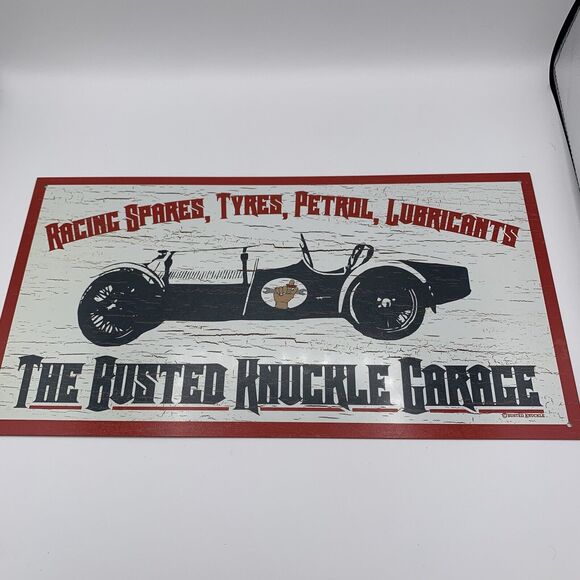 Racing Spares, Tyres, Petrol, Lubricants
The Busted Knuckle Garage
©Busted Knuckle